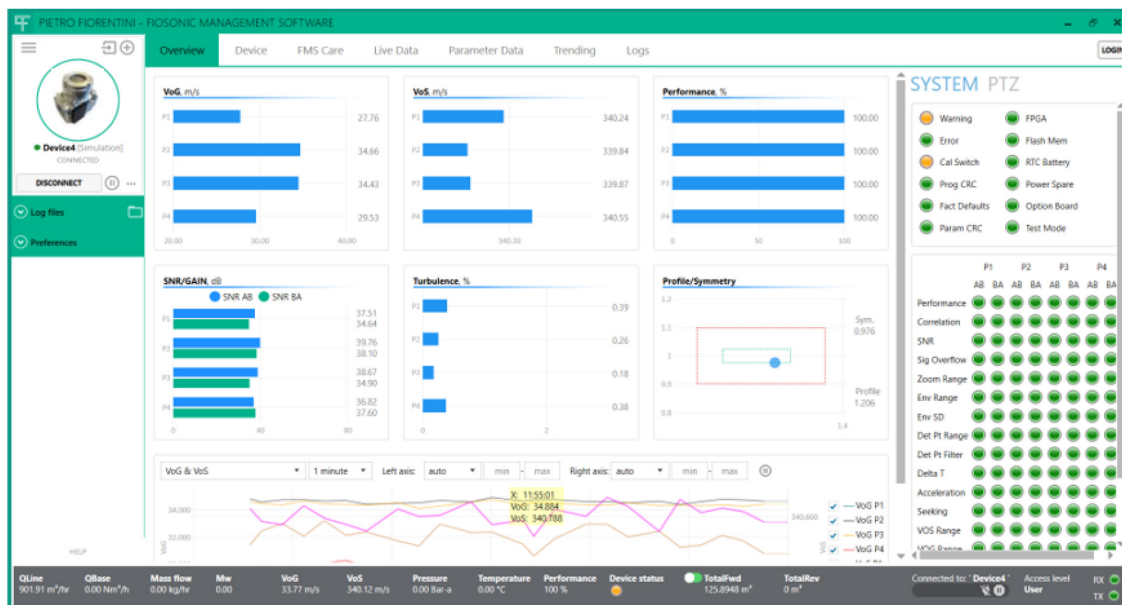 PIETRO FIORENTINI - FIOSONIC MANAGEMENT SOFTWARE
Overview Device FMS Care Live Data Parameter Data Trending Logs LOGIN
Device4 [Simulation]
CONNECTED
DISCONNECT
Log files
Preferences
HELP
VoG, m/s
P1 27.76
P2 34.66
P3 34.43
P4 29.53
20.00 30.00 40.00
VoS, m/s
P1 340.24
P2 339.84
P3 339.87
P4 340.55
340.30
Performance, %
P1 100.00
P2 100.00
P3 100.00
P4 100.00
0 50 100
SNR/GAIN, dB
SNR AB SNR BA
P1 37.51
34.64
P2 39.76
38.10
P3 38.67
34.90
P4 36.82
37.60
0 40 80
Turbulence, %
P1 0.39
P2 0.26
P3 0.18
P4 0.38
0 2
Profile/Symmetry
1.2
1.1
1
0.9
0.8
1.4
Sym.
0.976
Profile
1.206
VoG & VoS 1 minute Left axis: auto min - max Right axis: auto min - max
X: 11:55:01
VoG: 34.884
VoS: 340.788
34.000
32.000
VoG
340.600
VoS
VoG P1
VoG P2
VoG P3
VoG P4
SYSTEM PTZ
Warning FPGA
Error Flash Mem
Cal Switch RTC Battery
Prog CRC Power Spare
Fact Defaults Option Board
Param CRC Test Mode
P1 P2 P3 P4
AB BA AB BA AB BA AB BA
Performance
Correlation
SNR
Sig Overflow
Zoom Range
Env Range
Env SD
Det Pt Range
Det Pt Filter
Delta T
Acceleration
Seeking
VOS Range
VOG Range
QLine QBase Mass flow Mw VoG VoS Pressure Temperature Performance Device status TotalFwd TotalRev Connected to: ' Device4 ' Access level RX
901.91 m³/hr 0.00 Nm³/h 0.00 kg/hr 0.00 33.77 m/s 340.12 m/s 0.00 Bar-a 0.00 °C 100 % 125.8948 m³ 0 m³ User TX